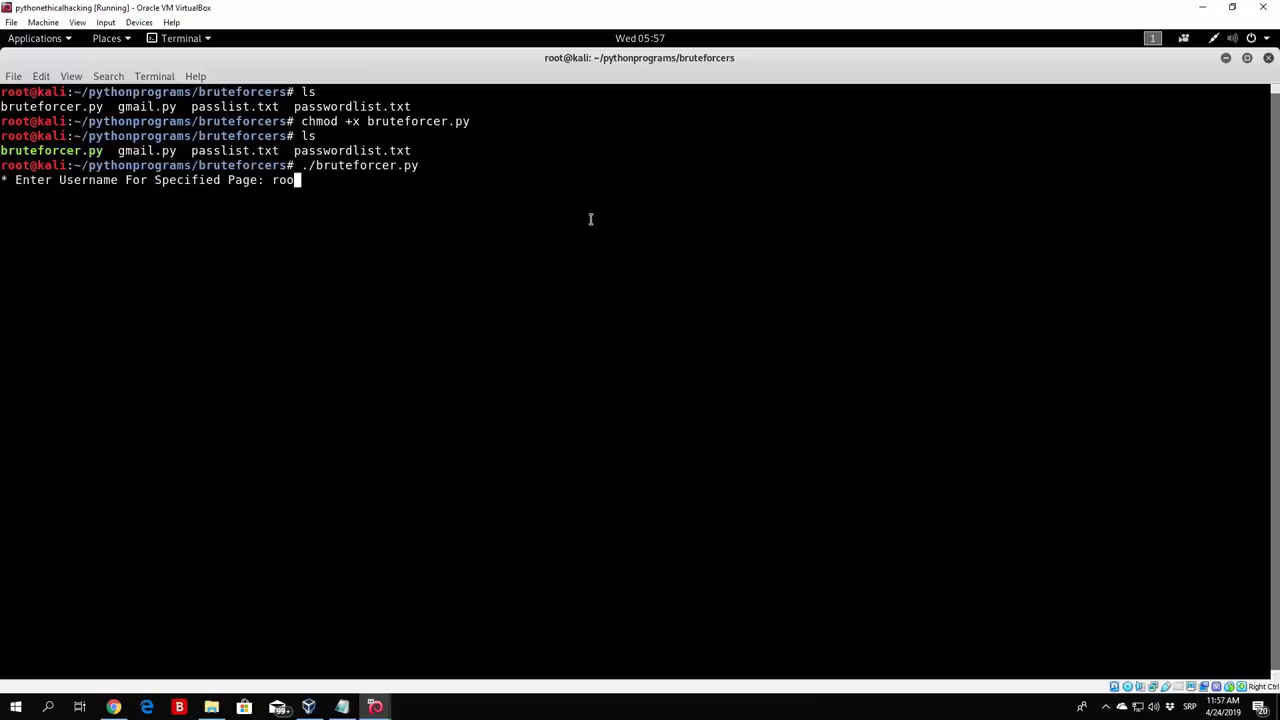 pythonethicalhacking [Running] - Oracle VM VirtualBox
File Machine View Input Devices Help
Applications Places Terminal Wed 05:57 1
root@kali: ~/pythonprograms/bruteforcers
File Edit View Search Terminal Help
root@kali:~/pythonprograms/bruteforcers# ls
bruteforcer.py gmail.py passlist.txt passwordlist.txt
root@kali:~/pythonprograms/bruteforcers# chmod +x bruteforcer.py
root@kali:~/pythonprograms/bruteforcers# ls
bruteforcer.py gmail.py passlist.txt passwordlist.txt
root@kali:~/pythonprograms/bruteforcers# ./bruteforcer.py
* Enter Username For Specified Page: roo
Right Ctrl
B 99+ SRP 11:57 AM
4/24/2019 20